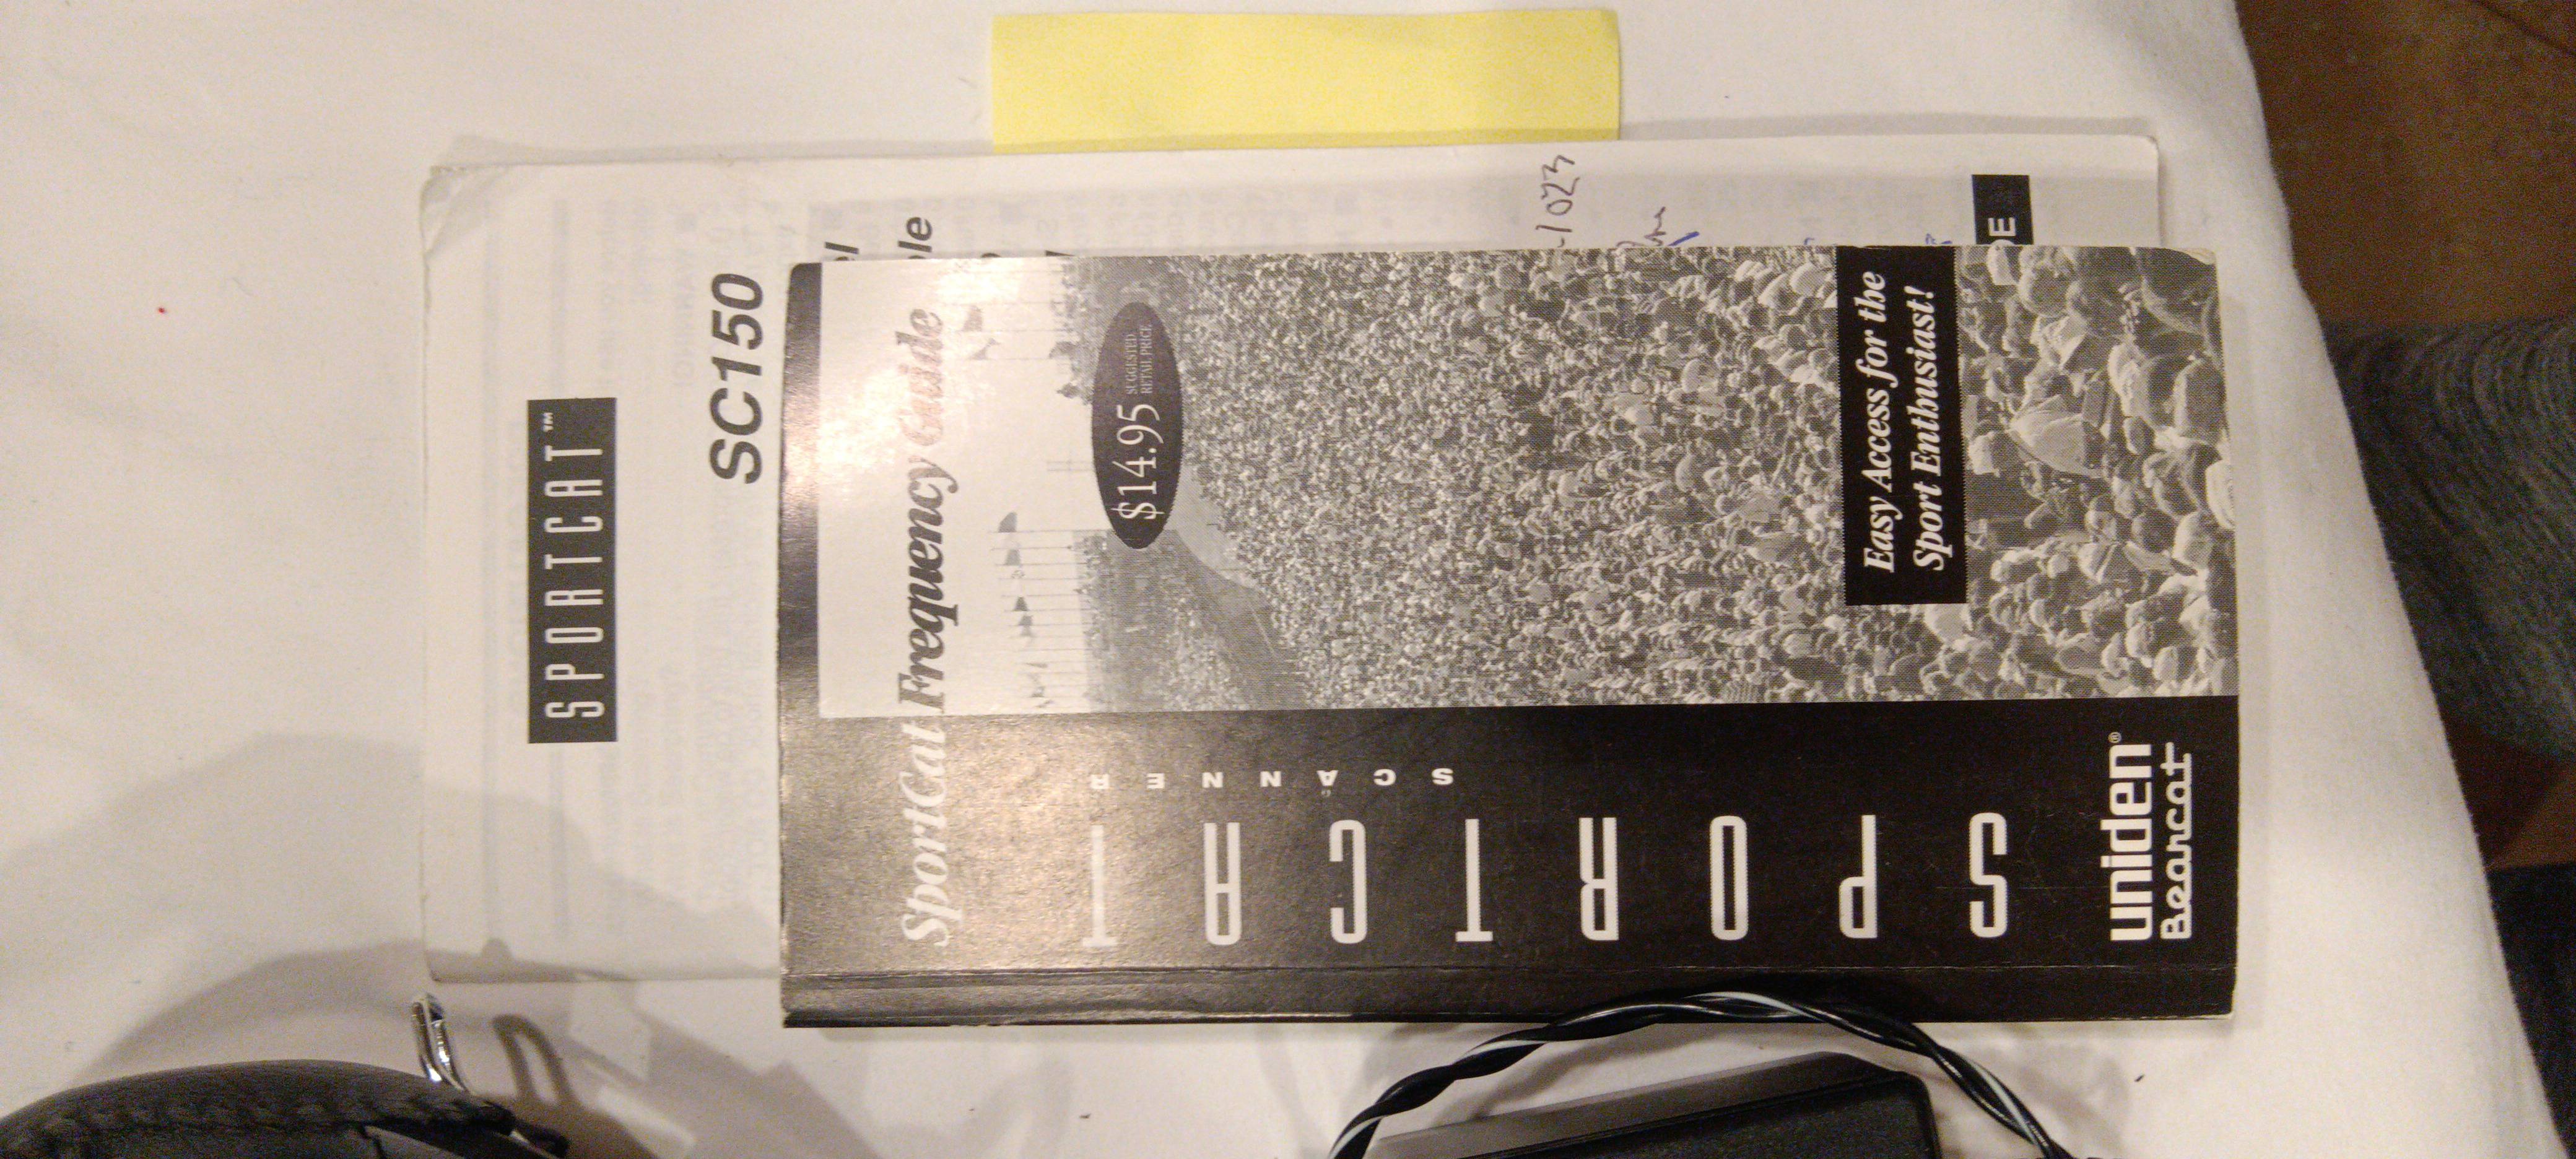 SPORTCAT™
SC150
1023
E
SportCat Frequency Guide
$14.95 SUGGESTED
RETAIL PRICE
SPORTCAT
SCANNER
Easy Access for the
Sport Enthusiast!
uniden®
Bearcat